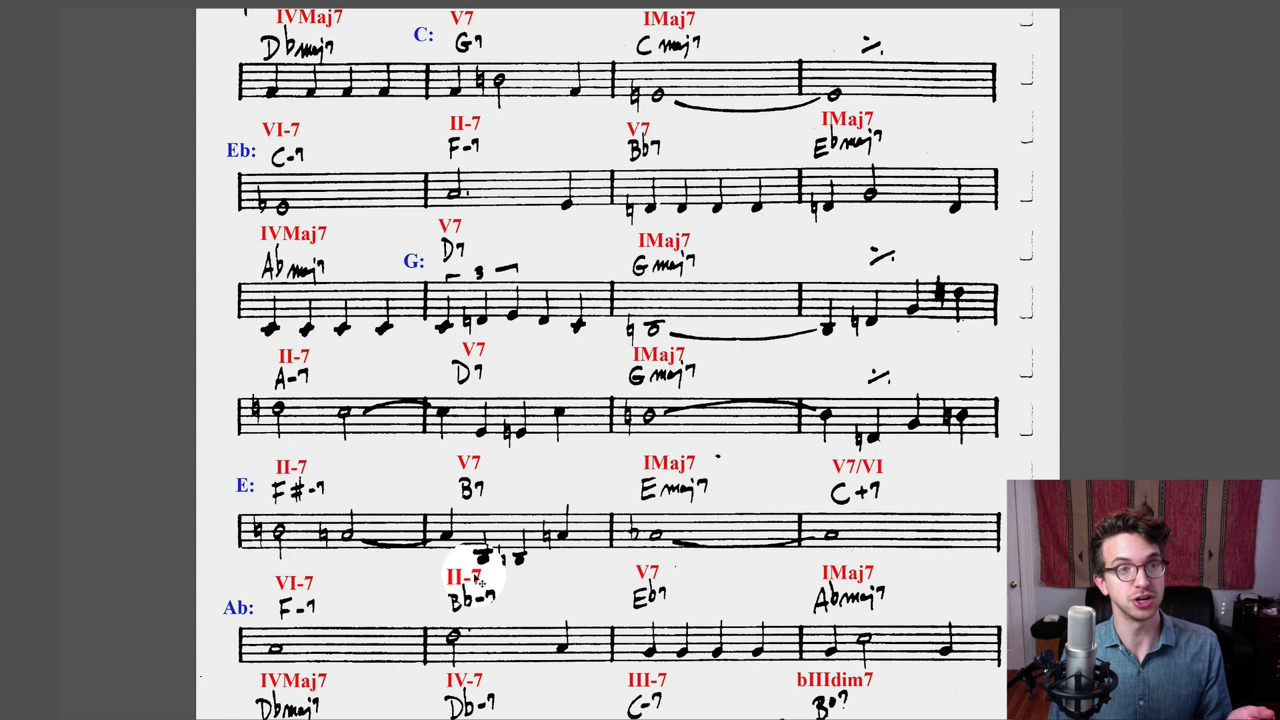 IVMaj7 V7 IMaj7
C:
Dbmaj7 G7 Cmaj7 ٪
VI-7 II-7 V7 IMaj7
Eb: C-7 F-7 Bb7 Ebmaj7
IVMaj7 V7 IMaj7
G:
Abmaj7 D7 Gmaj7 ٪
3
II-7 V7 IMaj7
A-7 D7 Gmaj7 ٪
II-7 V7 IMaj7 V7/VI
E: F#-7 B7 Emaj7 C+7
VI-7 II-7 V7 IMaj7
Ab: F-7 Bb-7 Eb7 Abmaj7
IVMaj7 IV-7 III-7 bIIIdim7
Dbmaj7 Db-7 C-7 Bo7